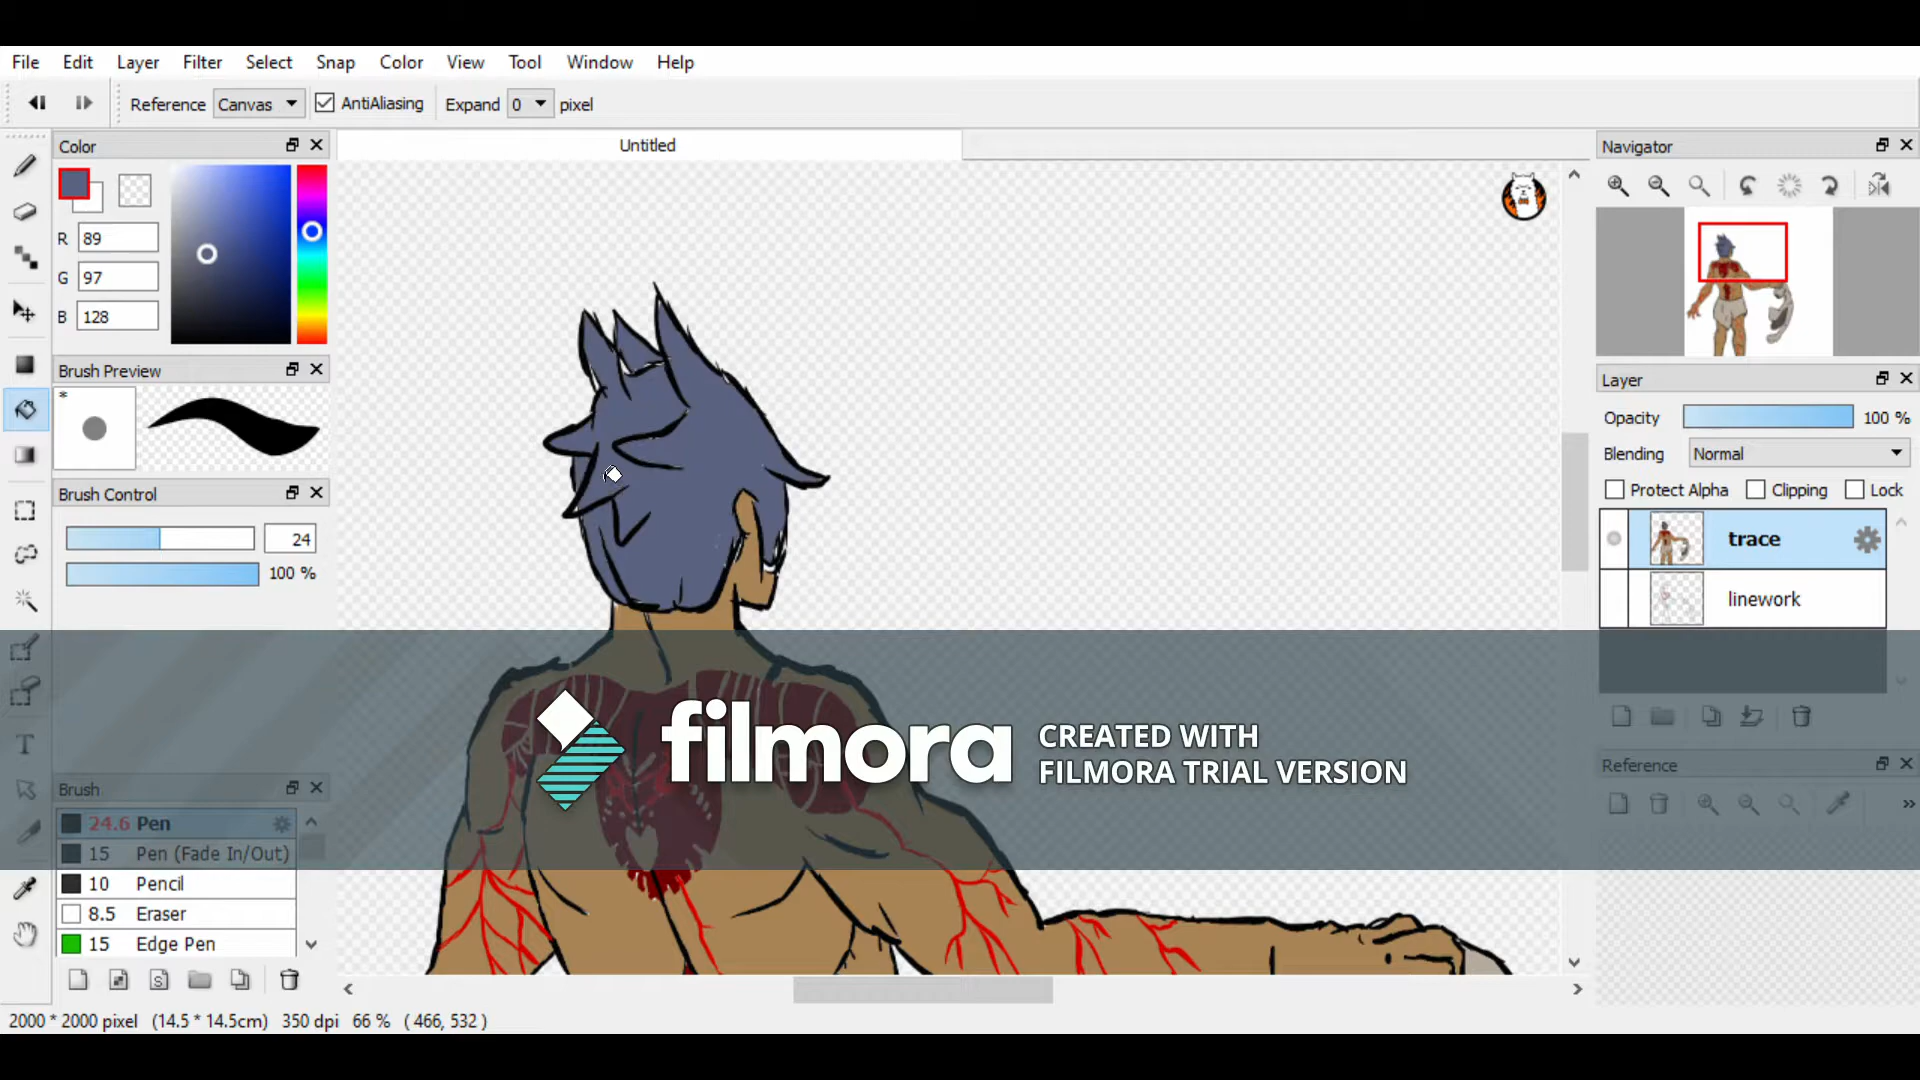 File Edit Layer Filter Select Snap Color View Tool Window Help
Reference Canvas AntiAliasing Expand 0 pixel
Color
R 89
G 97
B 128
Brush Preview
*
Brush Control
24
100 %
Brush
24.6 Pen
15 Pen (Fade In/Out)
10 Pencil
8.5 Eraser
15 Edge Pen
Untitled
Navigator
Layer
Opacity 100 %
Blending Normal
Protect Alpha Clipping Lock
trace
linework
Reference
filmora
CREATED WITH
FILMORA TRIAL VERSION
2000 * 2000 pixel (14.5 * 14.5cm) 350 dpi 66 % ( 466, 532 )